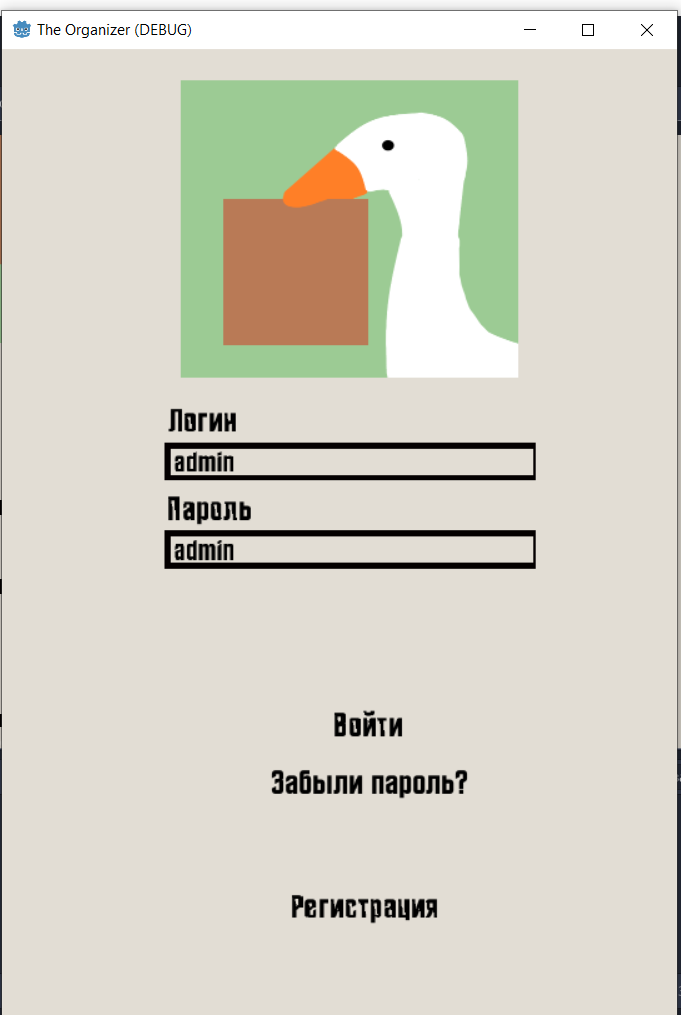 The Organizer (DEBUG)
Логин
admin
Пароль
admin
Войти
Забыли пароль?
Регистрация